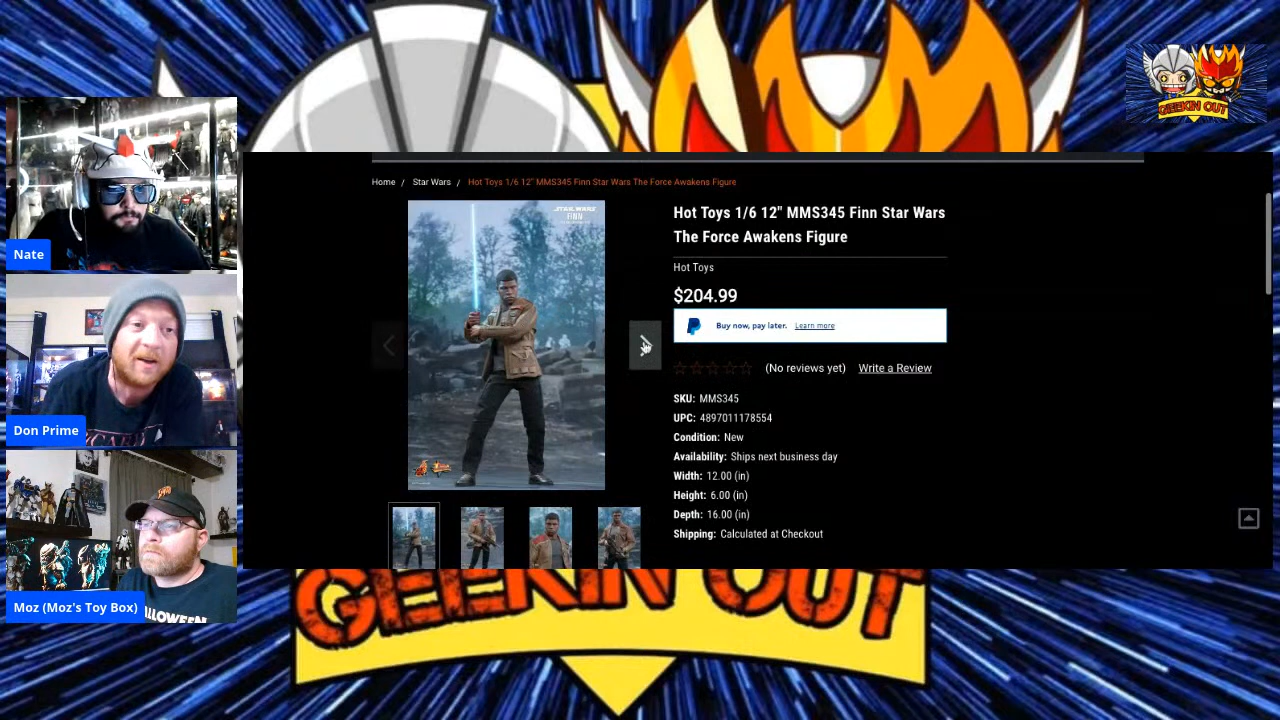 GEEKIN OUT
Home / Star Wars / Hot Toys 1/6 12" MMS345 Finn Star Wars The Force Awakens Figure
STAR WARS
FINN
Hot Toys 1/6 12" MMS345 Finn Star Wars
The Force Awakens Figure
Hot Toys
$204.99
Buy now, pay later. Learn more
(No reviews yet) Write a Review
SKU: MMS345
UPC: 4897011178554
Condition: New
Availability: Ships next business day
Width: 12.00 (in)
Height: 6.00 (in)
Depth: 16.00 (in)
Shipping: Calculated at Checkout
Nate
Don Prime
Moz (Moz's Toy Box)
GEEKIN OUT